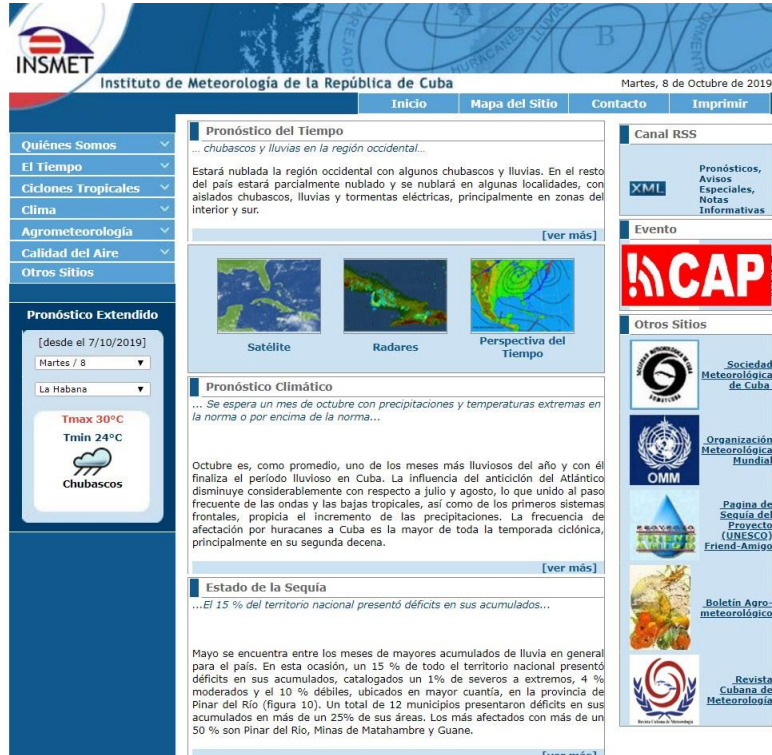 INSMET
Instituto de Meteorología de la República de Cuba
Martes, 8 de Octubre de 2019
Inicio
Mapa del Sitio
Contacto
Imprimir
Quiénes Somos
El Tiempo
Ciclones Tropicales
Clima
Agrometeorología
Calidad del Aire
Otros Sitios
Pronóstico Extendido
[desde el 7/10/2019]
Martes / 8
La Habana
Tmax 30ºC
Tmin 24ºC
Chubascos
Pronóstico del Tiempo
... chubascos y lluvias en la región occidental...
Estará nublada la región occidental con algunos chubascos y lluvias. En el resto
del país estará parcialmente nublado y se nublará en algunas localidades, con
aislados chubascos, lluvias y tormentas eléctricas, principalmente en zonas del
interior y sur.
[ver más]
Satélite
Radares
Perspectiva del
Tiempo
Pronóstico Climático
... Se espera un mes de octubre con precipitaciones y temperaturas extremas en
la norma o por encima de la norma...
Octubre es, como promedio, uno de los meses más lluviosos del año y con él
finaliza el período lluvioso en Cuba. La influencia del anticiclón del Atlántico
disminuye considerablemente con respecto a julio y agosto, lo que unido al paso
frecuente de las ondas y las bajas tropicales, así como de los primeros sistemas
frontales, propicia el incremento de las precipitaciones. La frecuencia de
afectación por huracanes a Cuba es la mayor de toda la temporada ciclónica,
principalmente en su segunda decena.
[ver más]
Estado de la Sequía
...El 15 % del territorio nacional presentó déficits en sus acumulados...
Mayo se encuentra entre los meses de mayores acumulados de lluvia en general
para el país. En esta ocasión, un 15 % de todo el territorio nacional presentó
déficits en sus acumulados, catalogados un 1% de severos a extremos, 4 %
moderados y el 10 % débiles, ubicados en mayor cuantía, en la provincia de
Pinar del Río (figura 10). Un total de 12 municipios presentaron déficits en sus
acumulados en más de un 25% de sus áreas. Los más afectados con más de un
50 % son Pinar del Rio, Minas de Matahambre y Guane.
[ver más]
Canal RSS
XML
Pronósticos,
Avisos
Especiales,
Notas
Informativas
Evento
CAP
Otros Sitios
Sociedad
Meteorológica
de Cuba
OMM
Organización
Meteorológica
Mundial
Pagina de
Sequía del
Proyecto
(UNESCO)
Friend-Amigo
Boletín Agro-
meteorológico
Revista
Cubana de
Meteorología